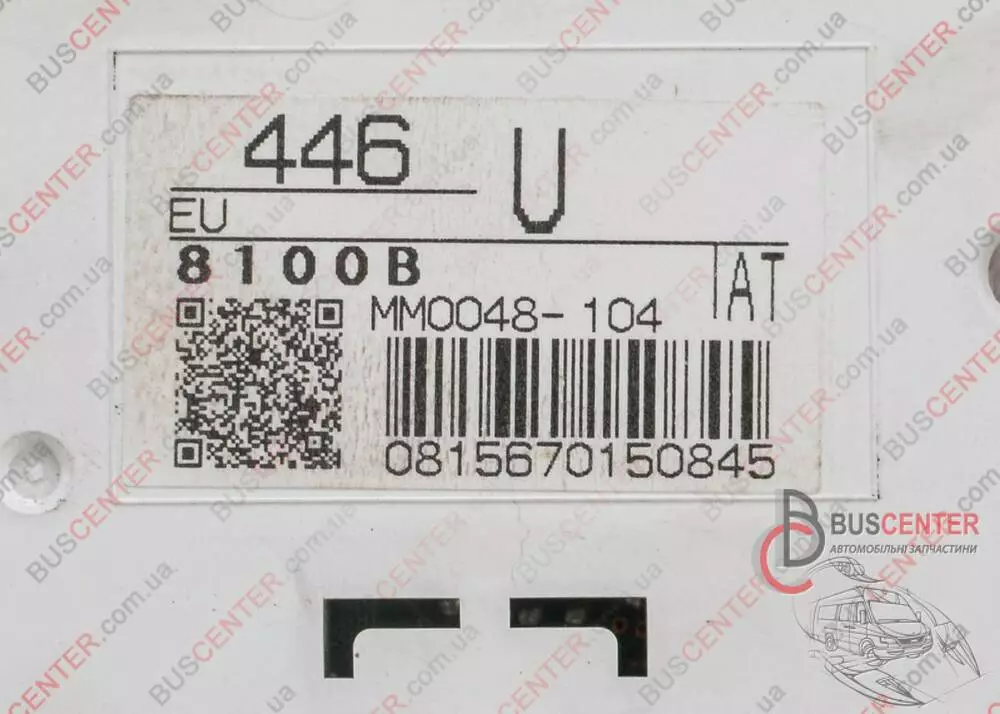 446 U
EU
8100B
AT
MM0048-104
0815670150845
BUSCENTER
АВТОМОБІЛЬНІ ЗАПЧАСТИНИ
BUSCENTER.com.ua